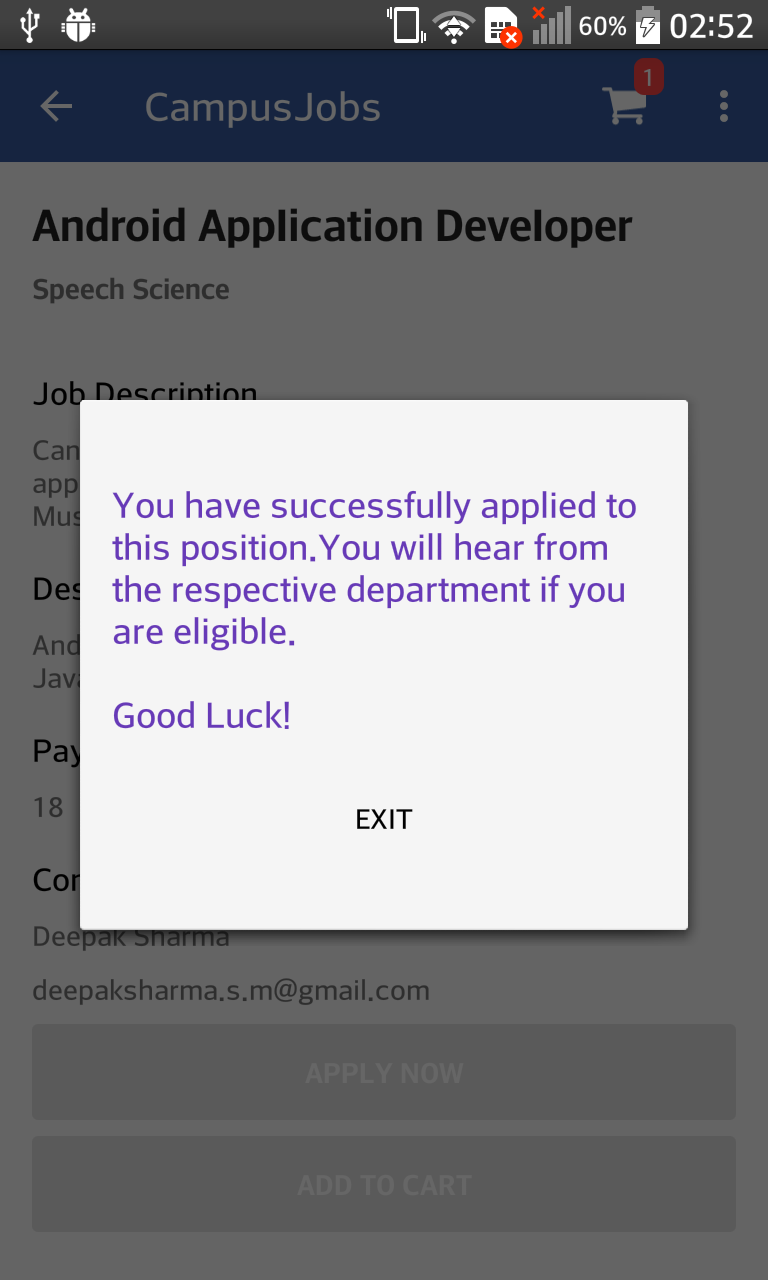 60% 02:52
CampusJobs 1
Android Application Developer
Speech Science
Job Description
Can
app
Mus
You have successfully applied to
this position.You will hear from
the respective department if you
are eligible.
Good Luck!
EXIT
Des
And
Java
Pay
18
Con
Deepak Sharma
deepaksharma.s.m@gmail.com
APPLY NOW
ADD TO CART